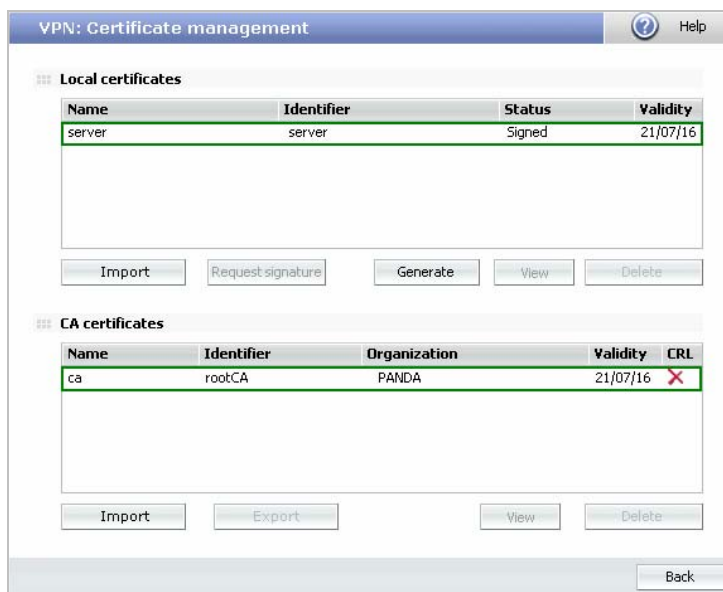 VPN: Certificate management
Help
Local certificates
Name Identifier Status Validity
server server Signed 21/07/16
Import Request signature Generate View Delete
CA certificates
Name Identifier Organization Validity CRL
ca rootCA PANDA 21/07/16
Import Export View Delete
Back